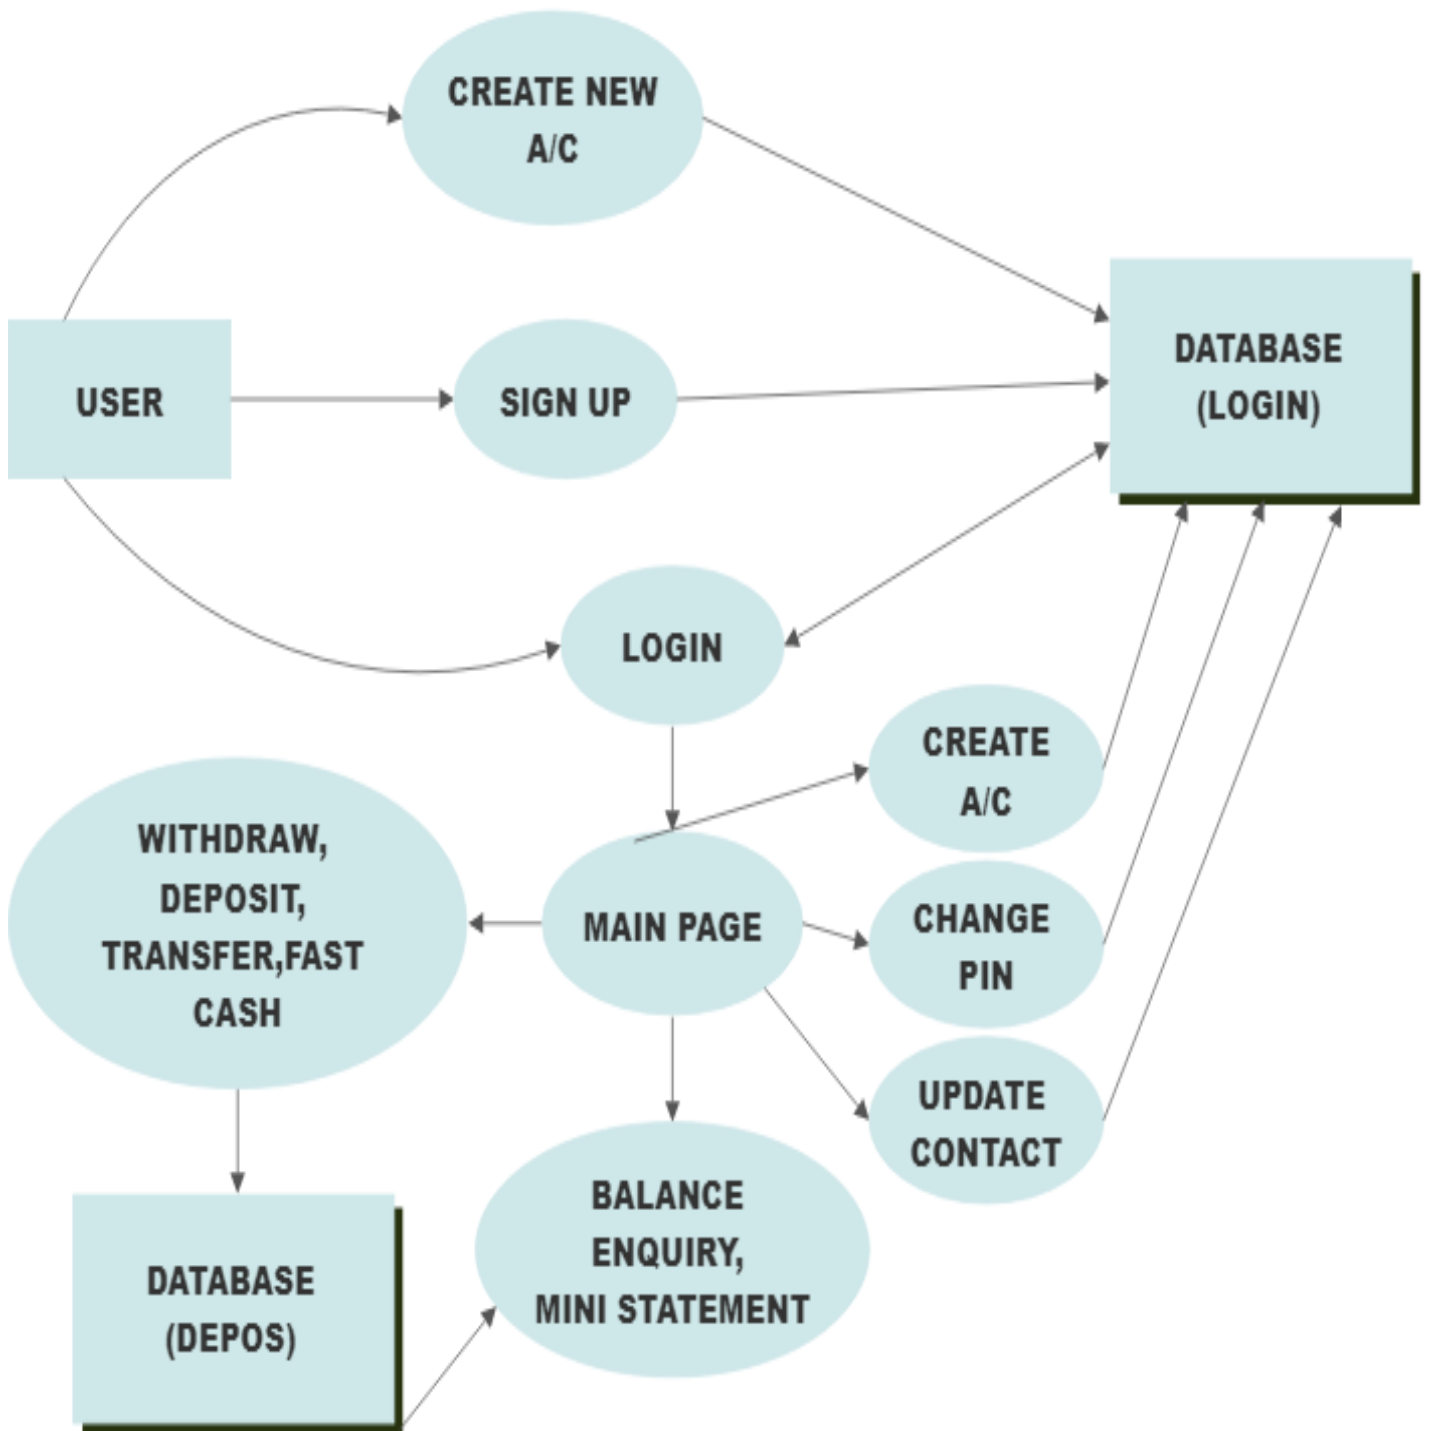 CREATE NEW
A/C
DATABASE
(LOGIN)
USER
SIGN UP
LOGIN
CREATE
A/C
WITHDRAW,
DEPOSIT,
TRANSFER,FAST
CASH
MAIN PAGE
CHANGE
PIN
UPDATE
CONTACT
BALANCE
ENQUIRY,
MINI STATEMENT
DATABASE
(DEPOS)